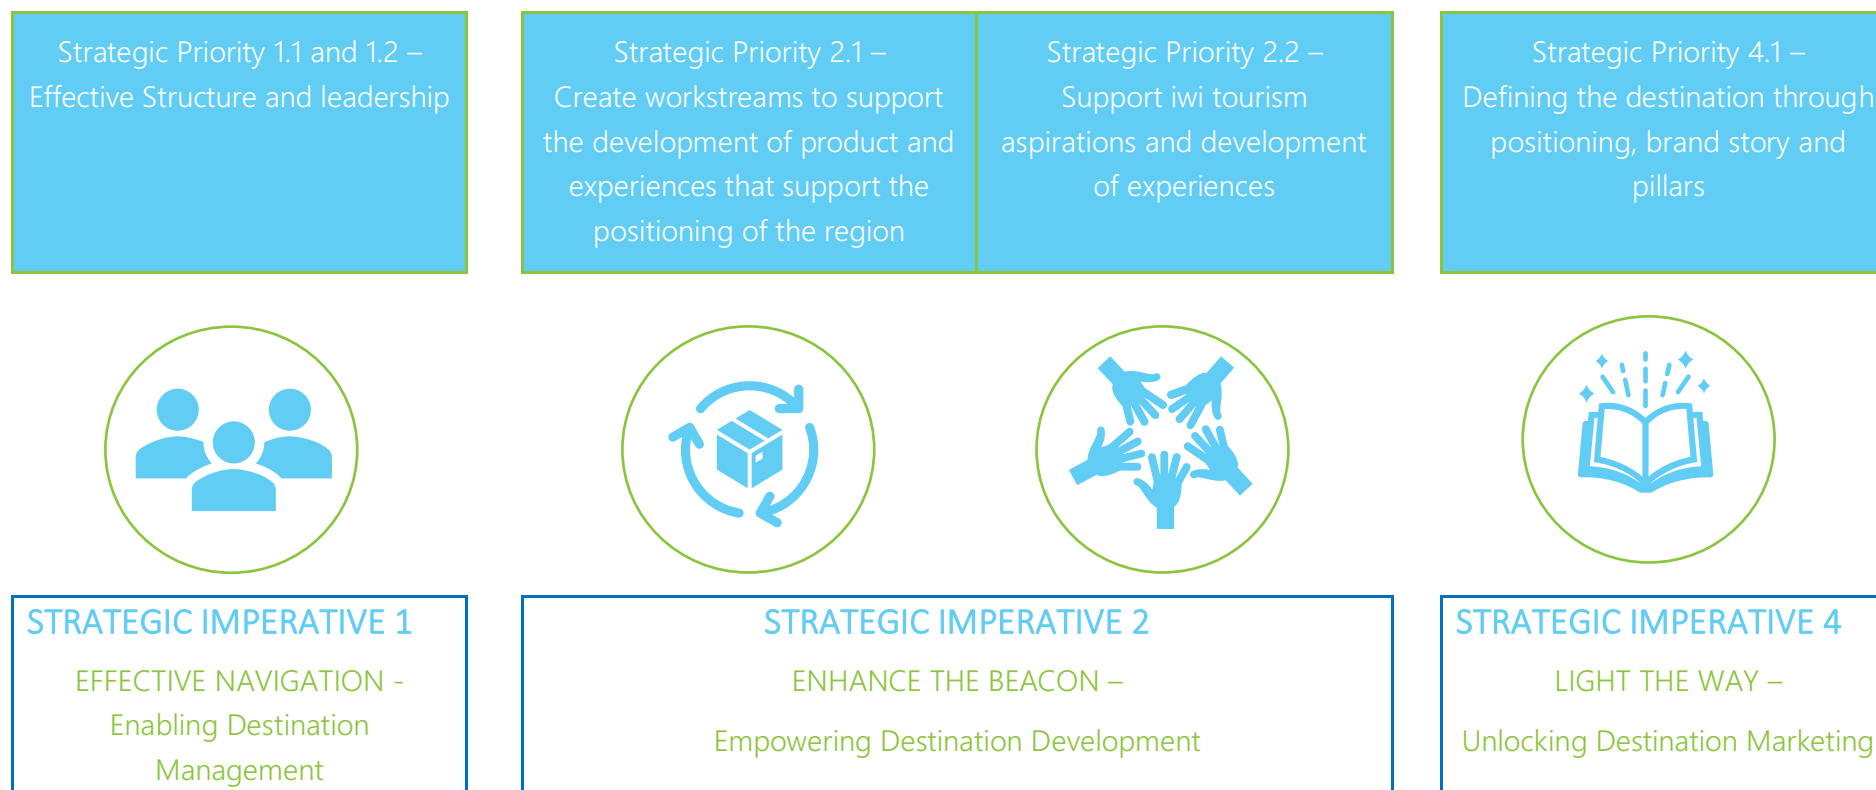 Strategic Priority 1.1 and 1.2 –
Effective Structure and leadership
Strategic Priority 2.1 –
Create workstreams to support
the development of product and
experiences that support the
positioning of the region
Strategic Priority 2.2 –
Support iwi tourism
aspirations and development
of experiences
Strategic Priority 4.1 –
Defining the destination through
positioning, brand story and
pillars
STRATEGIC IMPERATIVE 1
EFFECTIVE NAVIGATION -
Enabling Destination
Management
STRATEGIC IMPERATIVE 2
ENHANCE THE BEACON –
Empowering Destination Development
STRATEGIC IMPERATIVE 4
LIGHT THE WAY –
Unlocking Destination Marketing